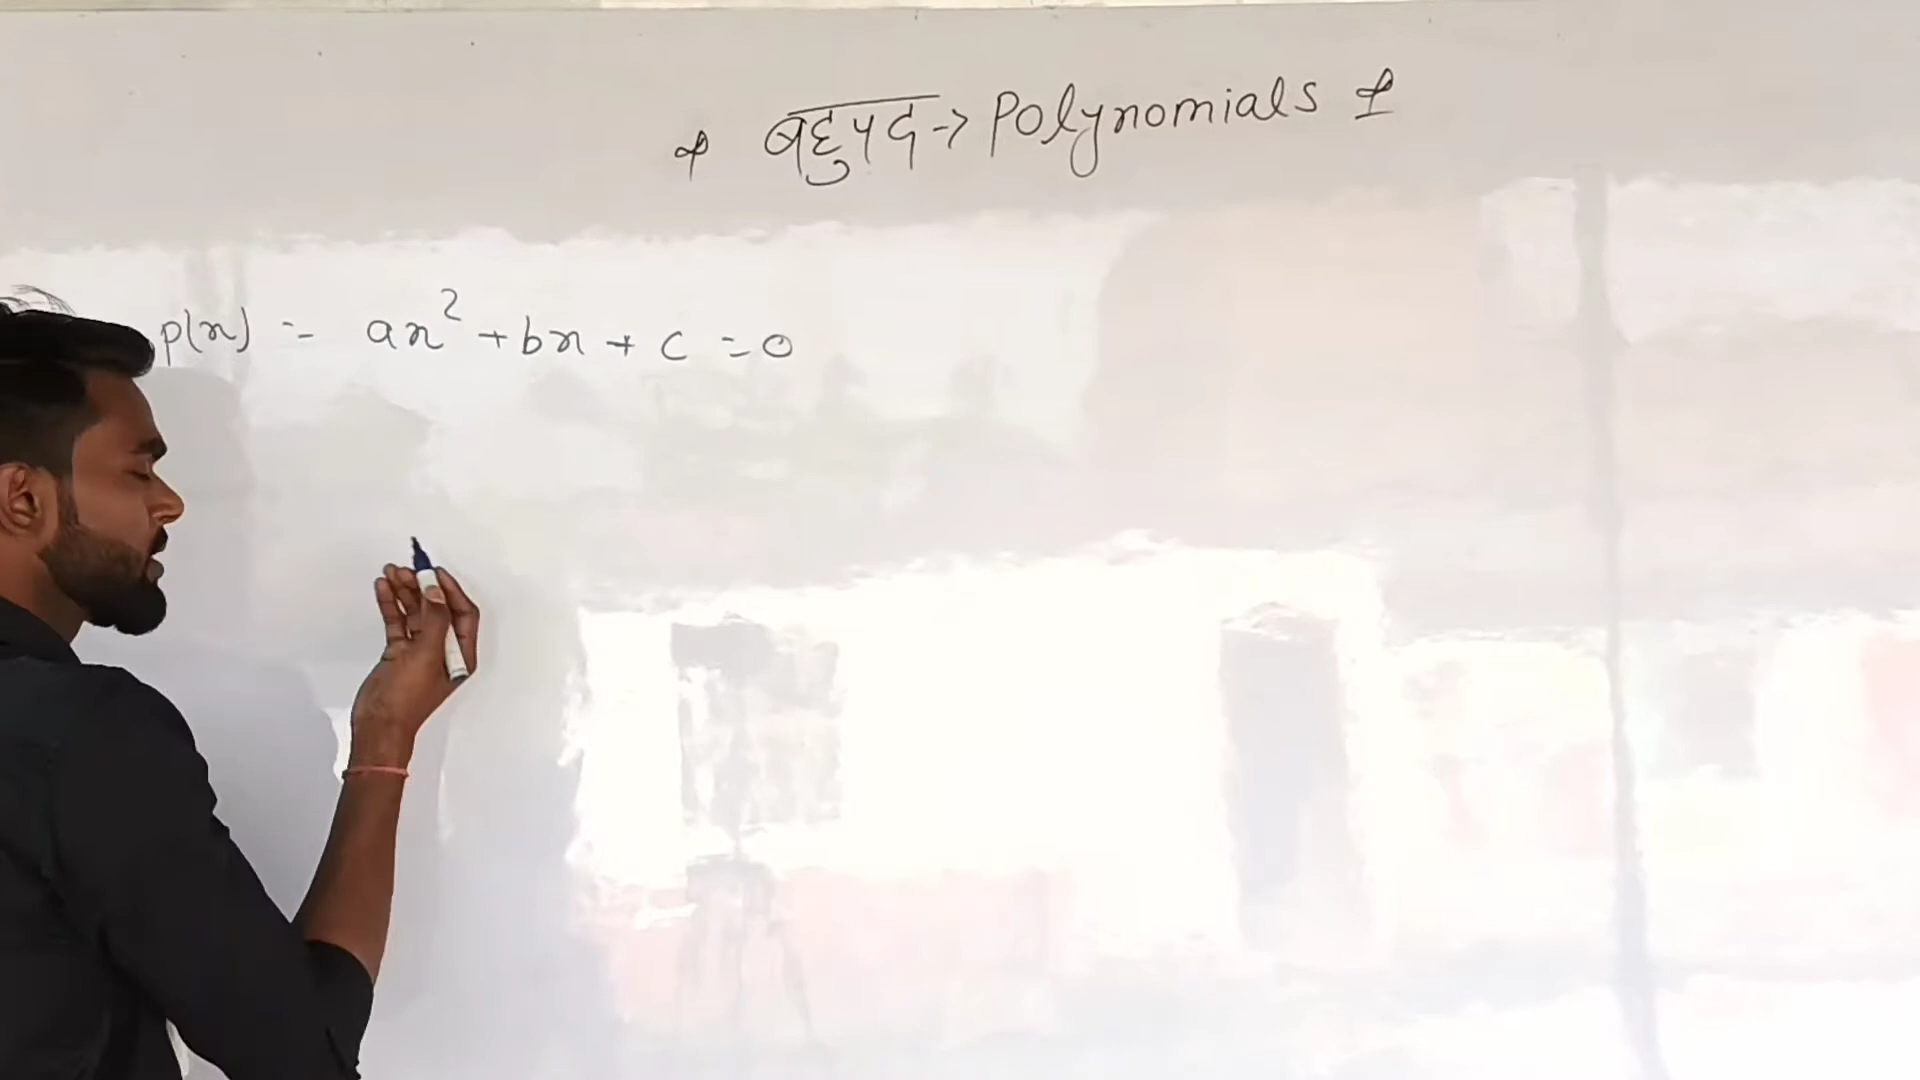 * बहुपद -> Polynomials *
p(x) = ax² + bx + c = 0